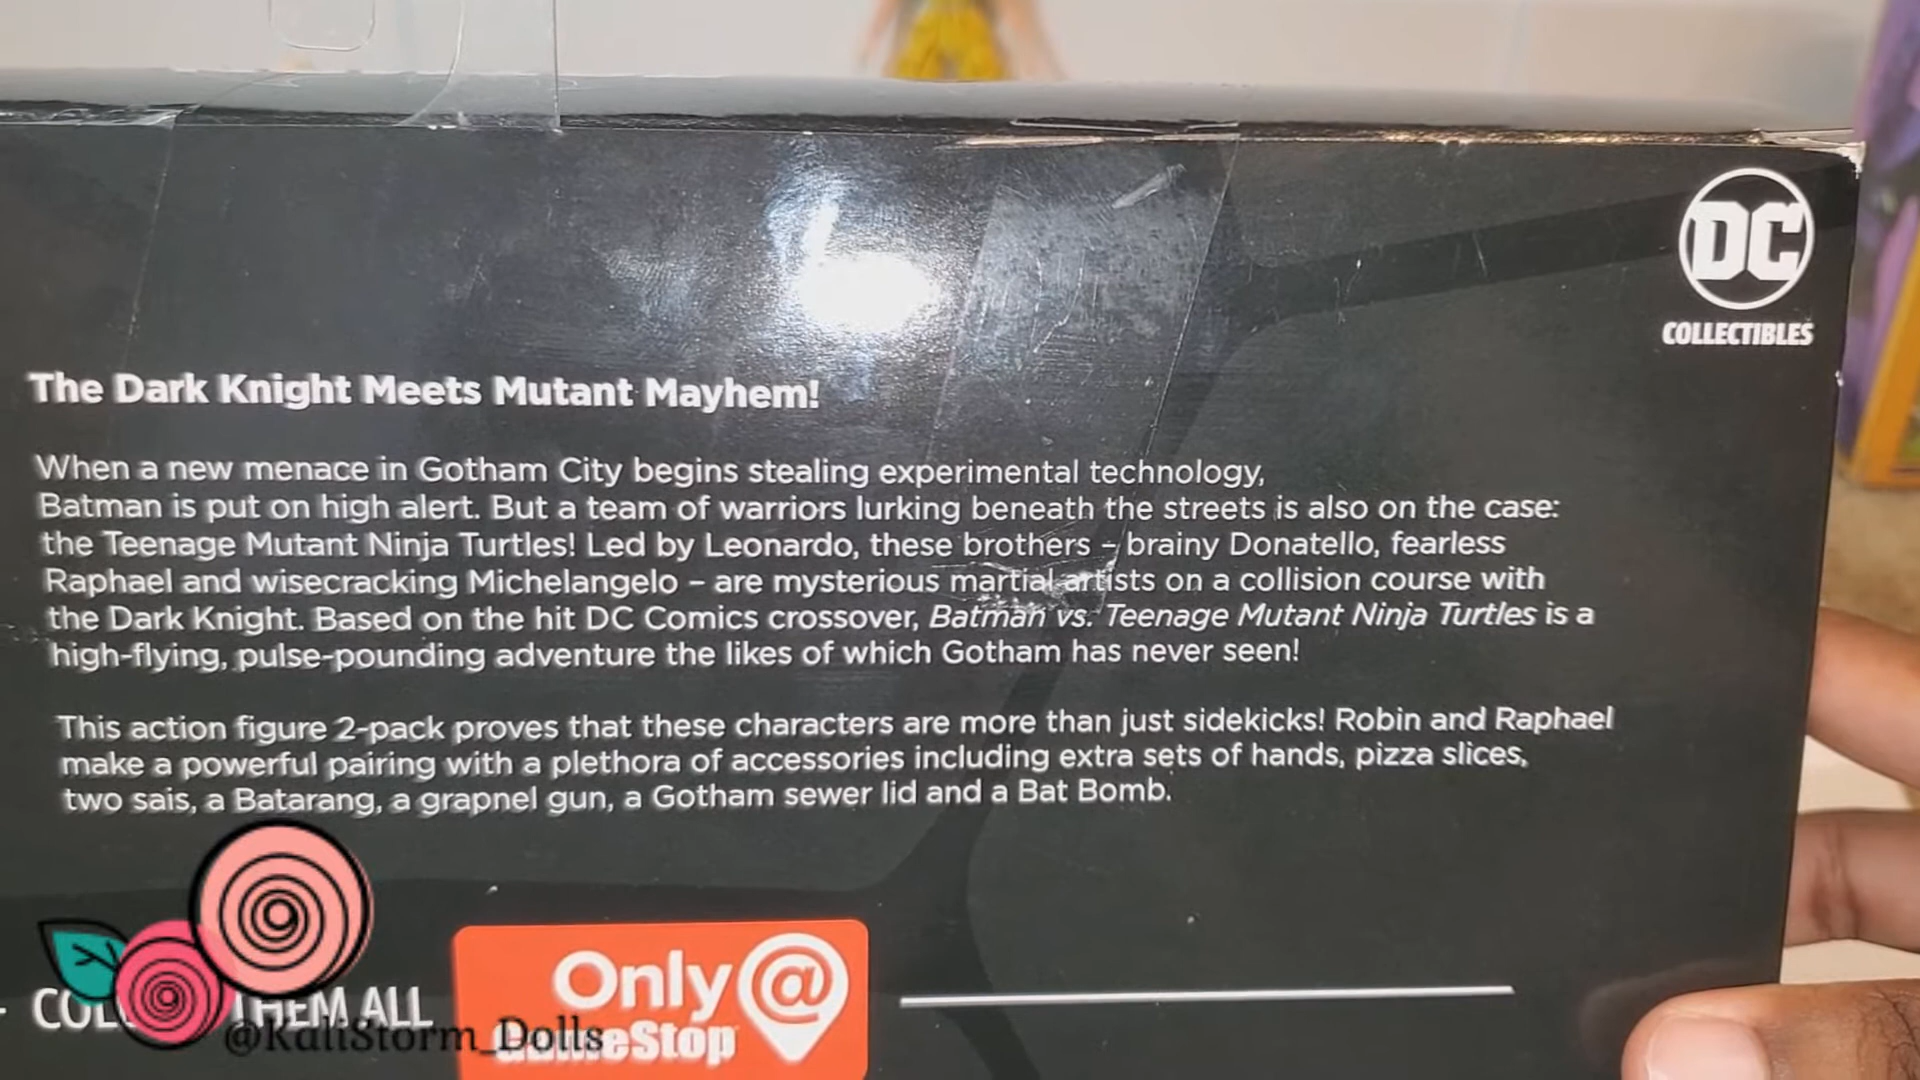 DC
COLLECTIBLES
The Dark Knight Meets Mutant Mayhem!
When a new menace in Gotham City begins stealing experimental technology,
Batman is put on high alert. But a team of warriors lurking beneath the streets is also on the case:
the Teenage Mutant Ninja Turtles! Led by Leonardo, these brothers – brainy Donatello, fearless
Raphael and wisecracking Michelangelo – are mysterious martial artists on a collision course with
the Dark Knight. Based on the hit DC Comics crossover, Batman vs. Teenage Mutant Ninja Turtles is a
high-flying, pulse-pounding adventure the likes of which Gotham has never seen!
This action figure 2-pack proves that these characters are more than just sidekicks! Robin and Raphael
make a powerful pairing with a plethora of accessories including extra sets of hands, pizza slices,
two sais, a Batarang, a grapnel gun, a Gotham sewer lid and a Bat Bomb.
THEM ALL
Only @
GameStop
@KaliStorm_Dolls